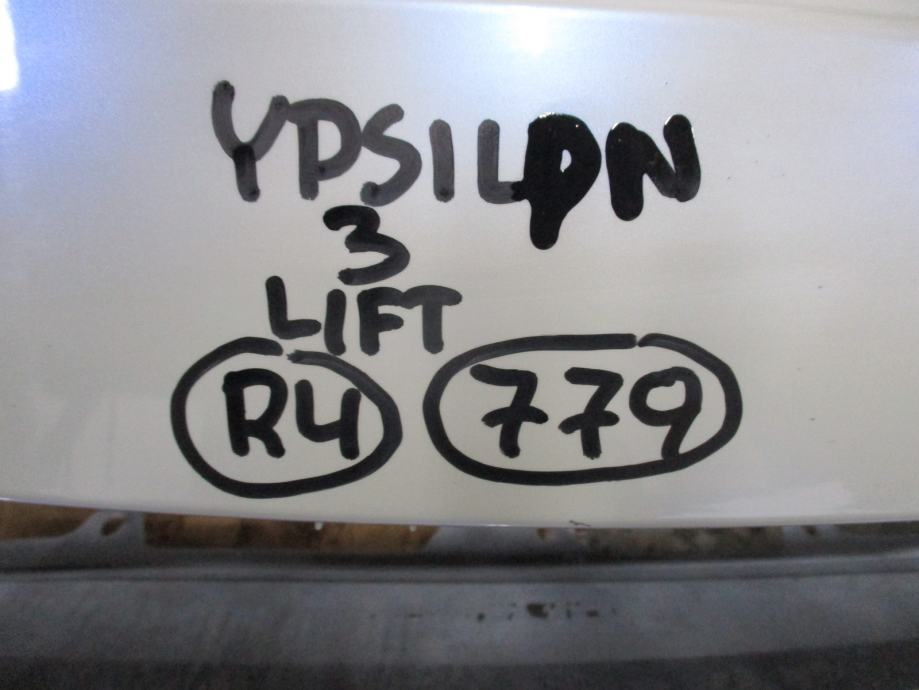 YPSILON
3
LIFT
R4 779